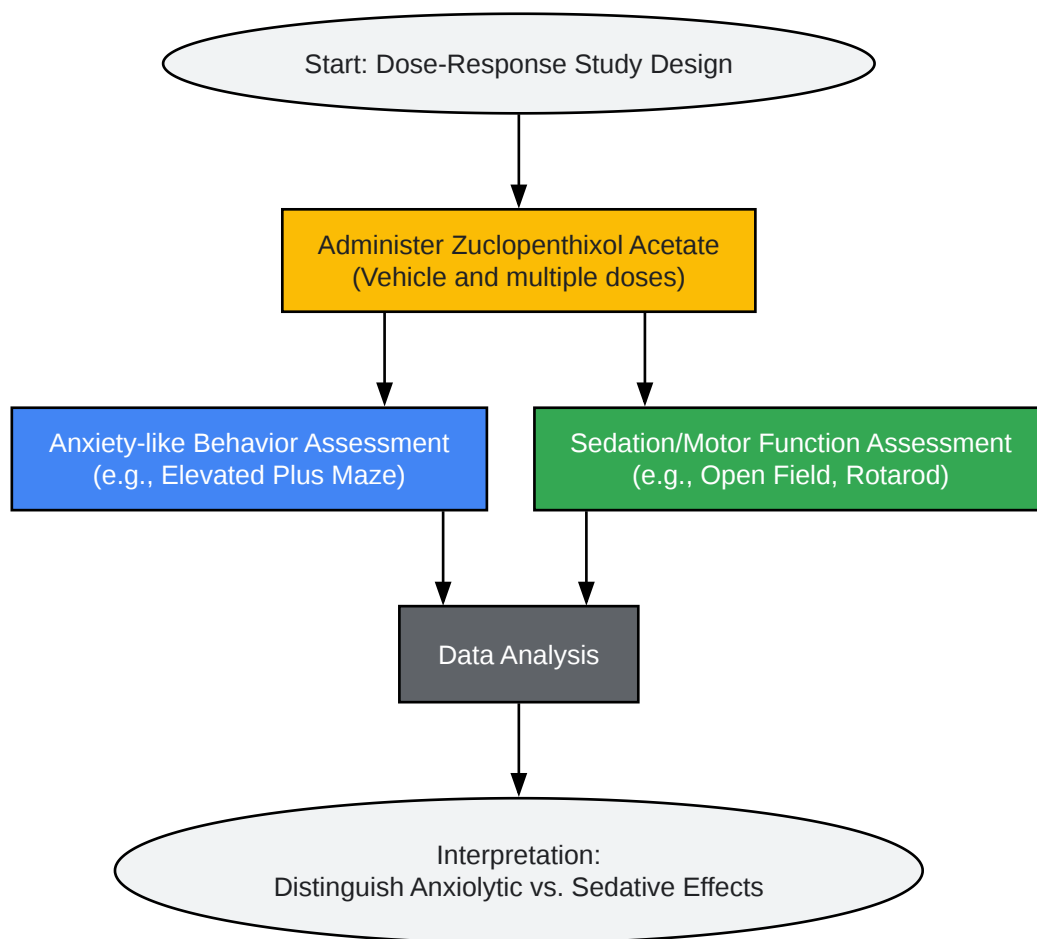 Start: Dose-Response Study Design
Administer Zuclopenthixol Acetate
(Vehicle and multiple doses)
Anxiety-like Behavior Assessment
(e.g., Elevated Plus Maze)
Sedation/Motor Function Assessment
(e.g., Open Field, Rotarod)
Data Analysis
Interpretation:
Distinguish Anxiolytic vs. Sedative Effects